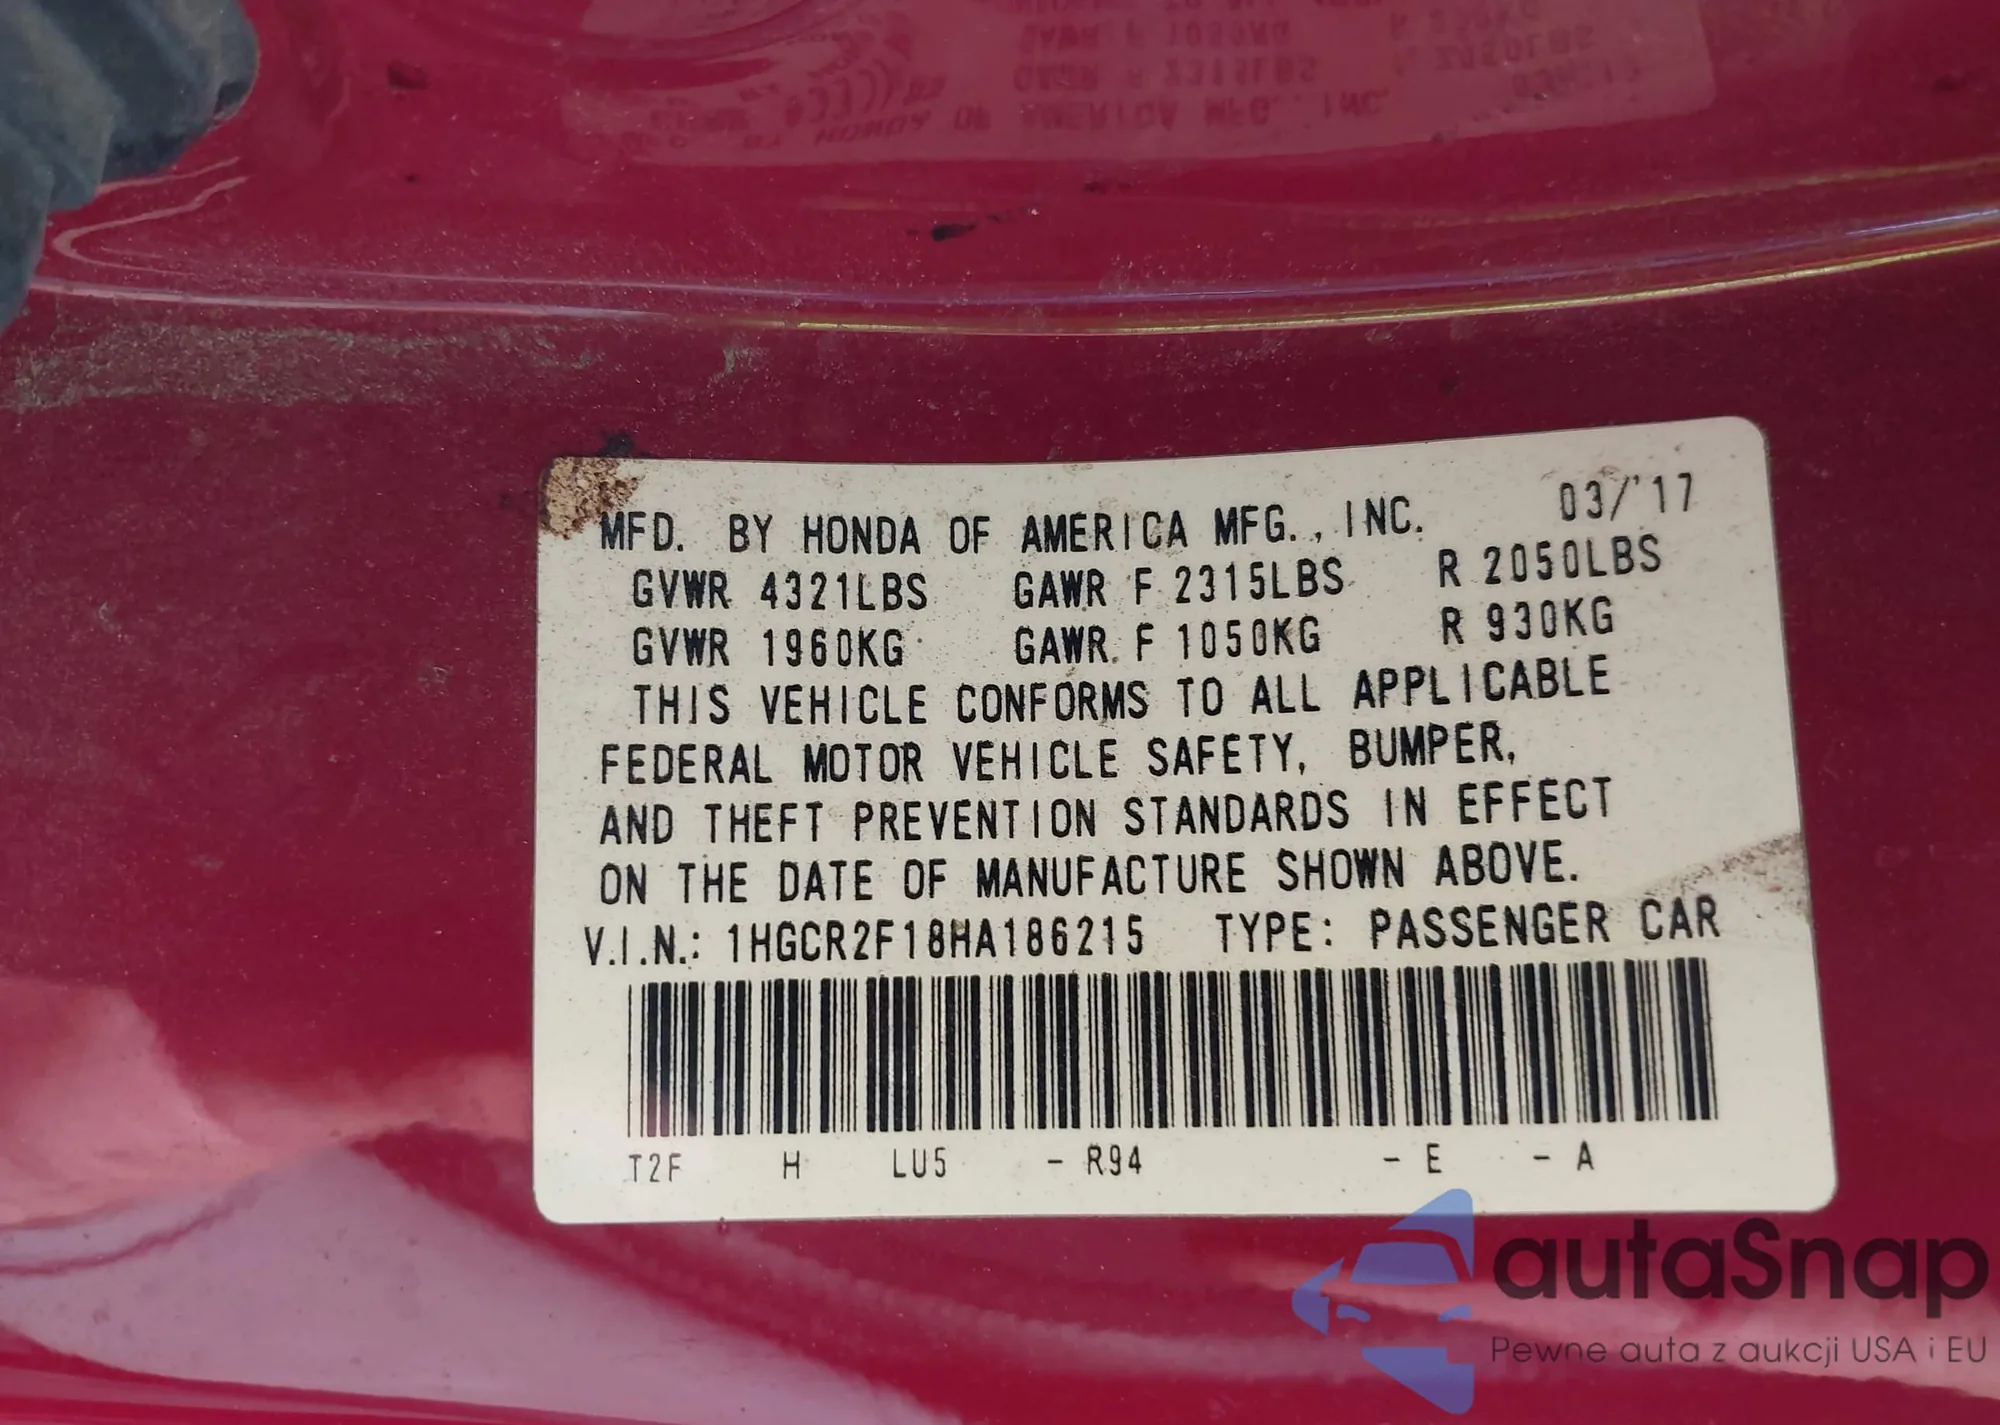 MFD. BY HONDA OF AMERICA MFG., INC. 03/'17
GVWR 4321LBS GAWR F 2315LBS R 2050LBS
GVWR 1960KG GAWR F 1050KG R 930KG
THIS VEHICLE CONFORMS TO ALL APPLICABLE
FEDERAL MOTOR VEHICLE SAFETY, BUMPER,
AND THEFT PREVENTION STANDARDS IN EFFECT
ON THE DATE OF MANUFACTURE SHOWN ABOVE.
V.I.N.: 1HGCR2F18HA186215 TYPE: PASSENGER CAR
T2F H LU5 - R94 - E - A
autaSnap
Pewne auta z aukcji USA i EU